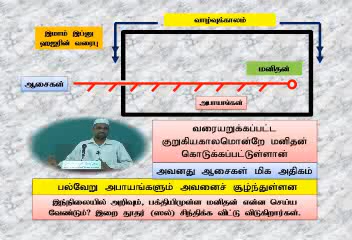 வாழ்வுக்காலம்
இமாம் இப்னு
ஹஜரின் வரைபு
மனிதன்
ஆசைகள்
அபாயங்கள்
வரையறுக்கப்பட்ட
குறுகியகாலமொன்றே மனிதன்
கொடுக்கப்பட்டுள்ளான்
அவனது ஆசைகள் மிக அதிகம்
பல்வேறு அபாயங்களும் அவனைச் சூழ்ந்துள்ளன
இந்நிலையில் அறிவும், பக்தியுமுள்ள மனிதன் என்ன செய்ய
வேண்டும்? இறை தூதர் (ஸல்) சிந்திக்க விட்டு விடுகிறார்கள்.